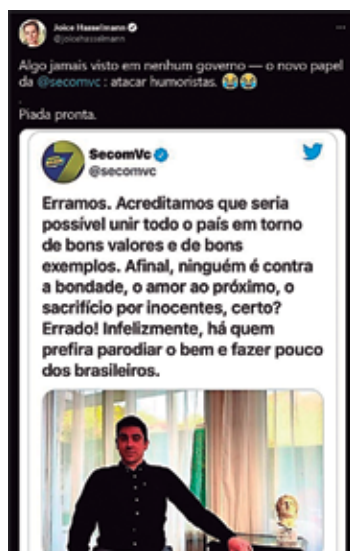 Joice Hasselmann
@joicehasselmann
Algo jamais visto em nenhum governo — o novo papel
da @secomvc : atacar humoristas. 😂😂
.
Piada pronta.
SecomVc
@secomvc
Erramos. Acreditamos que seria
possível unir todo o país em torno
de bons valores e de bons
exemplos. Afinal, ninguém é contra
a bondade, o amor ao próximo, o
sacrifício por inocentes, certo?
Errado! Infelizmente, há quem
prefira parodiar o bem e fazer pouco
dos brasileiros.